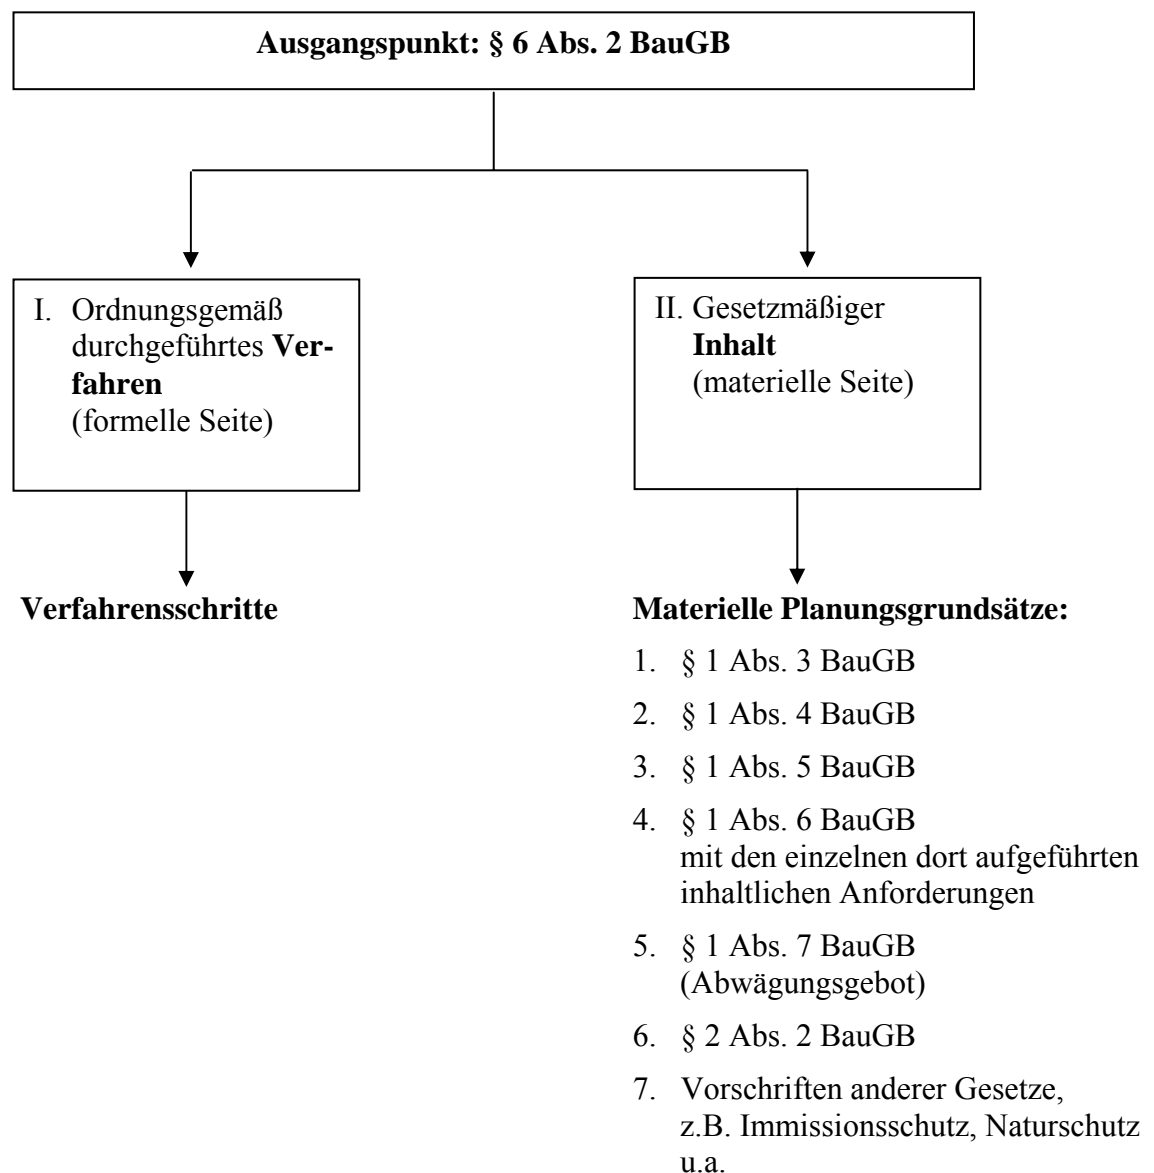 Ausgangspunkt: § 6 Abs. 2 BauGB
I. Ordnungsgemäß
durchgeführtes Ver-
fahren
(formelle Seite)
II. Gesetzmäßiger
Inhalt
(materielle Seite)
Verfahrensschritte
Materielle Planungsgrundsätze:
1. § 1 Abs. 3 BauGB
2. § 1 Abs. 4 BauGB
3. § 1 Abs. 5 BauGB
4. § 1 Abs. 6 BauGB
mit den einzelnen dort aufgeführten
inhaltlichen Anforderungen
5. § 1 Abs. 7 BauGB
(Abwägungsgebot)
6. § 2 Abs. 2 BauGB
7. Vorschriften anderer Gesetze,
z.B. Immissionsschutz, Naturschutz
u.a.